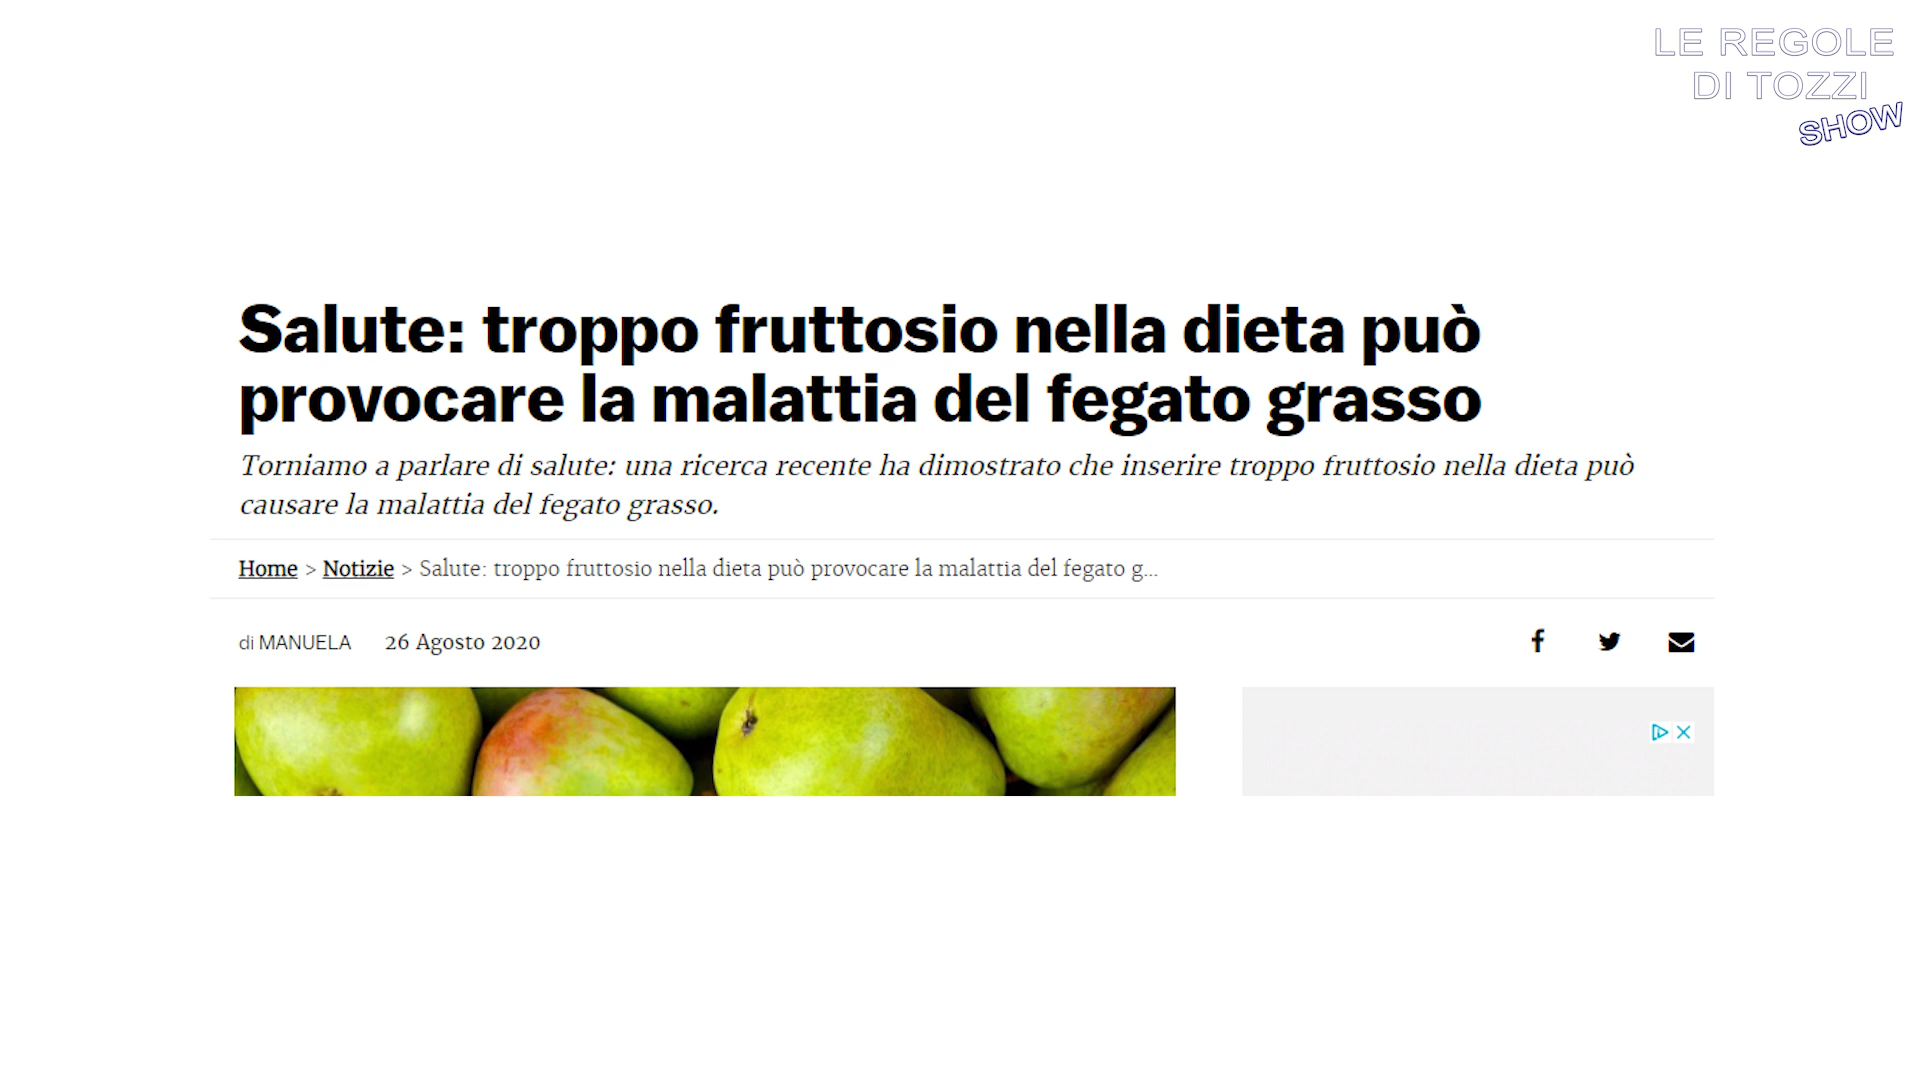 LE REGOLE
DI TOZZI
SHOW
Salute: troppo fruttosio nella dieta può
provocare la malattia del fegato grasso
Torniamo a parlare di salute: una ricerca recente ha dimostrato che inserire troppo fruttosio nella dieta può
causare la malattia del fegato grasso.
Home > Notizie > Salute: troppo fruttosio nella dieta può provocare la malattia del fegato g...
di MANUELA 26 Agosto 2020